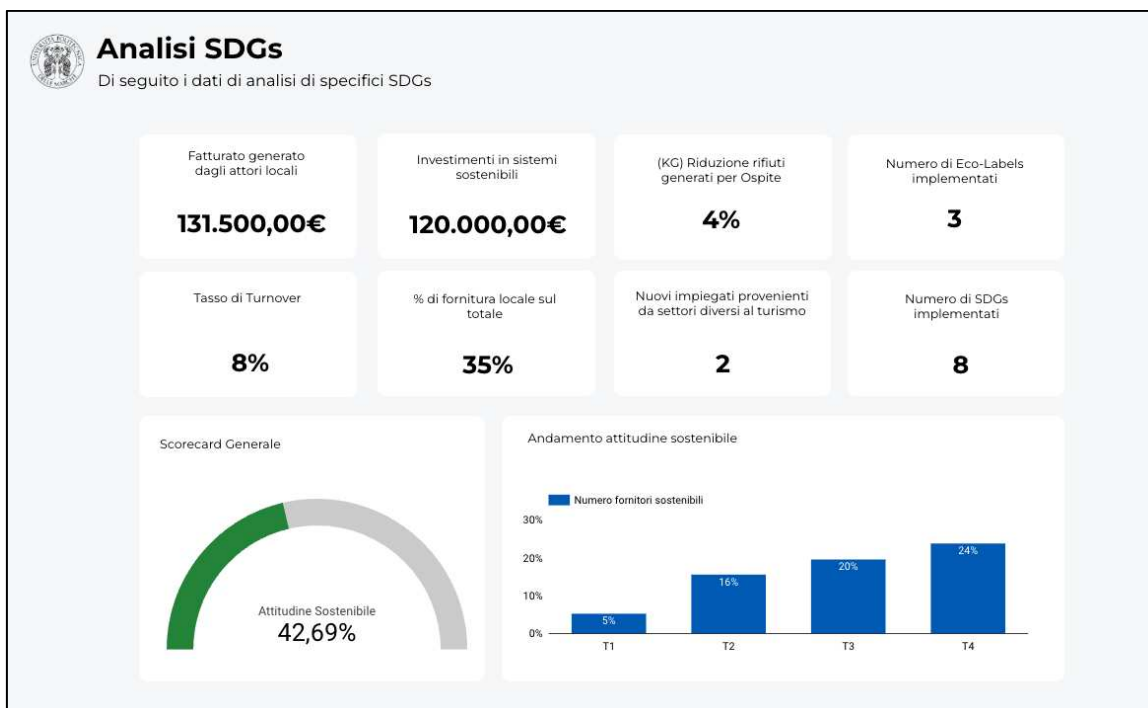 Analisi SDGs
Di seguito i dati di analisi di specifici SDGs
Fatturato generato
dagli attori locali
131.500,00€
Investimenti in sistemi
sostenibili
120.000,00€
(KG) Riduzione rifiuti
generati per Ospite
4%
Numero di Eco-Labels
implementati
3
Tasso di Turnover
8%
% di fornitura locale sul
totale
35%
Nuovi impiegati provenienti
da settori diversi al turismo
2
Numero di SDGs
implementati
8
Scorecard Generale
Attitudine Sostenibile
42,69%
Andamento attitudine sostenibile
Numero fornitori sostenibili
30%
20%
10%
0%
5%
16%
20%
24%
T1
T2
T3
T4